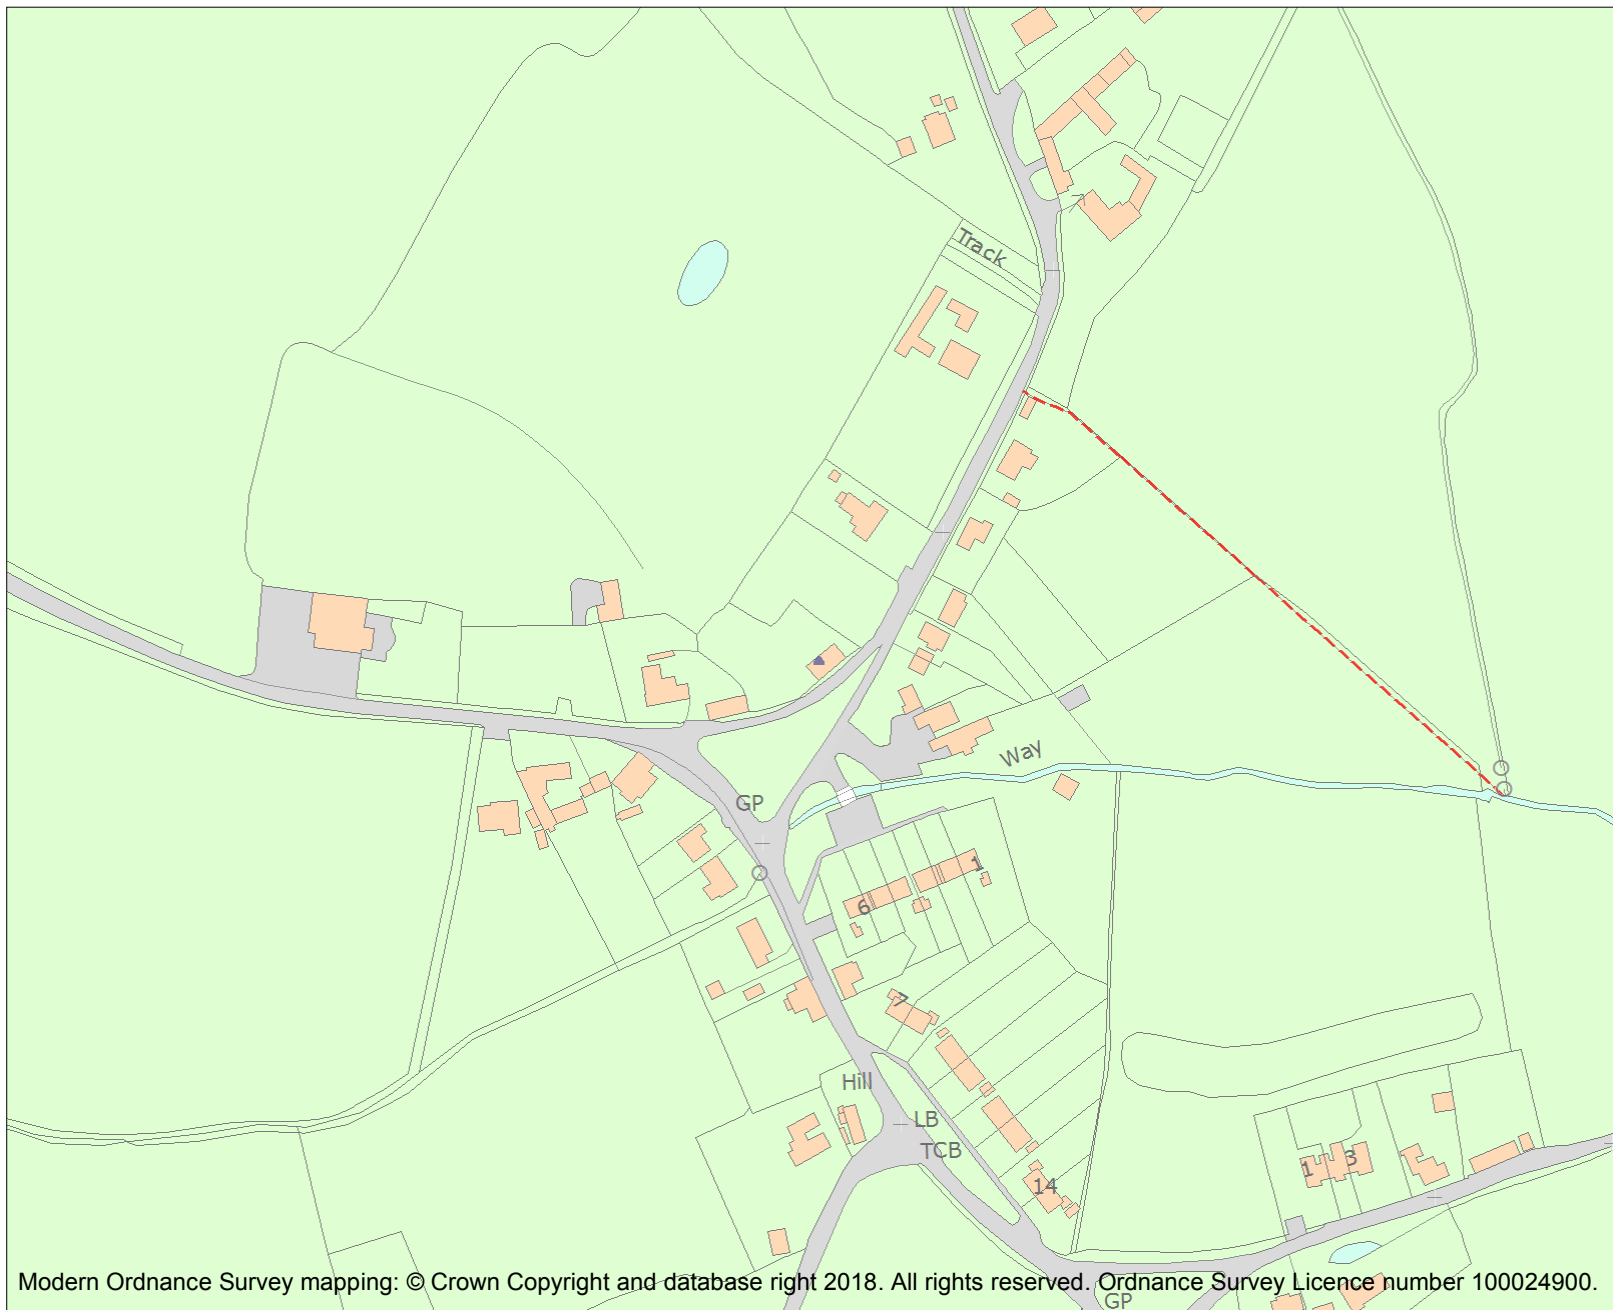 Track
Way
GP
1
6
7
Hill
LB
TCB
14
1
3
Modern Ordnance Survey mapping: © Crown Copyright and database right 2018. All rights reserved. Ordnance Survey Licence number 100024900.
GP